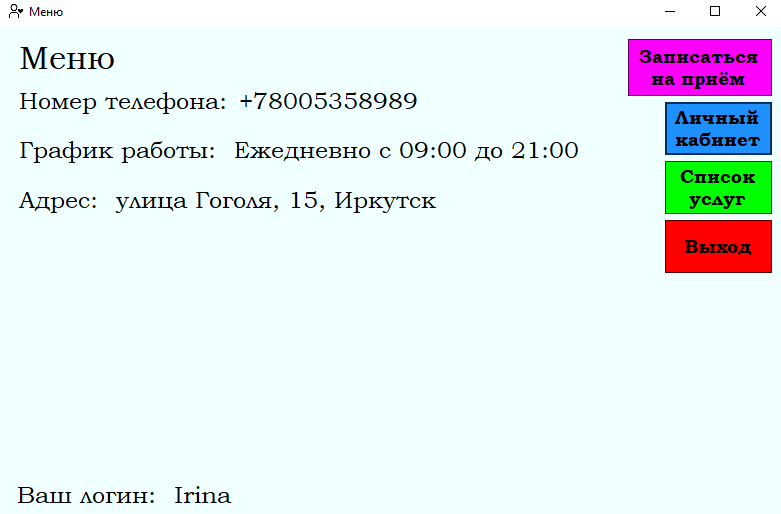 Меню
Меню
Номер телефона: +78005358989
График работы: Ежедневно с 09:00 до 21:00
Адрес: улица Гоголя, 15, Иркутск
Записаться
на приём
Личный
кабинет
Список
услуг
Выход
Ваш логин: Irina